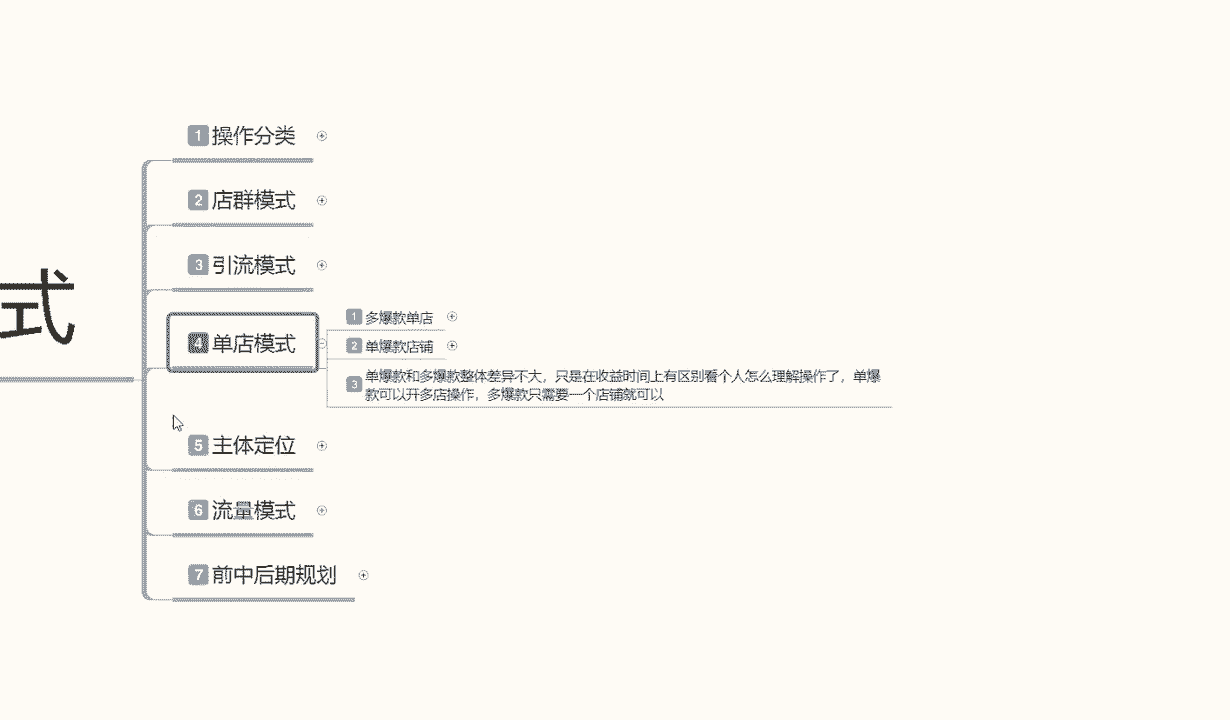 式
1 操作分类
2 店群模式
3 引流模式
4 单店模式
1 多爆款单店
2 单爆款店铺
3 单爆款和多爆款整体差异不大，只是在收益时间上有区别看个人怎么理解操作了，单爆
款可以开多店操作，多爆款只需要一个店铺就可以
5 主体定位
6 流量模式
7 前中后期规划